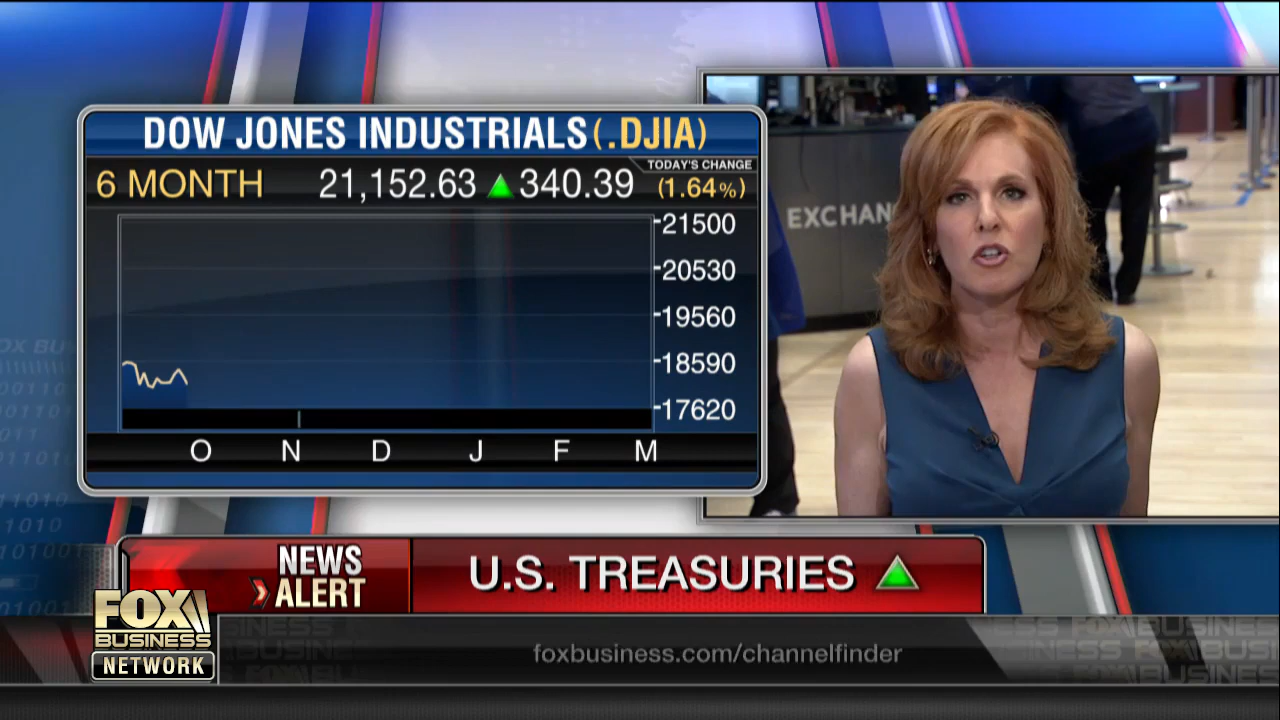 DOW JONES INDUSTRIALS (.DJIA)
TODAY'S CHANGE
6 MONTH 21,152.63 340.39 (1.64%)
21500
20530
19560
18590
17620
O N D J F M
EXCHAN
NEWS ALERT
U.S. TREASURIES
FOX
BUSINESS
NETWORK
foxbusiness.com/channelfinder